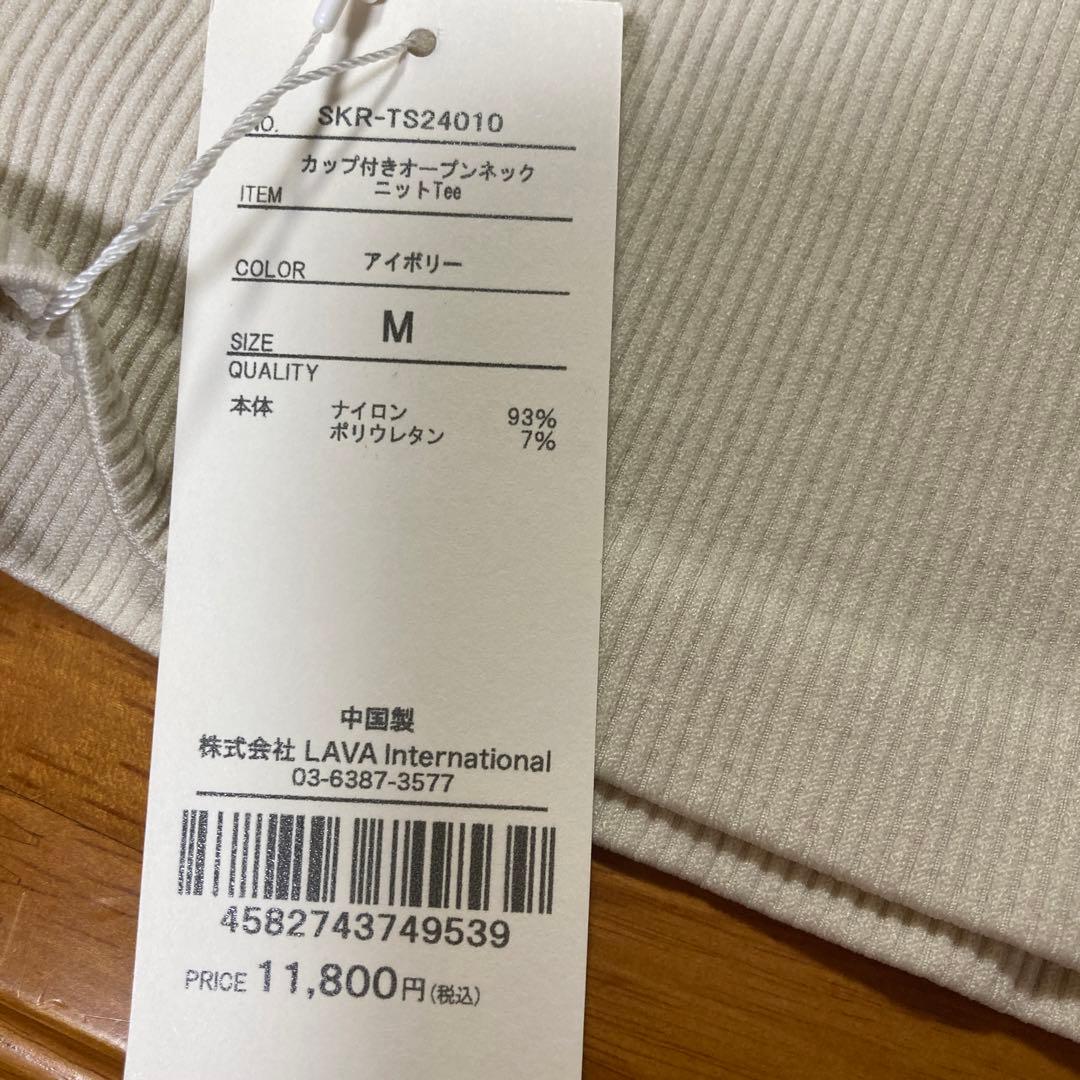 NO. SKR-TS24010
カップ付きオープンネック
ITEM ニットTee
COLOR アイボリー
SIZE M
QUALITY
本体 ナイロン 93%
ポリウレタン 7%
中国製
株式会社 LAVA International
03-6387-3577
4582743749539
PRICE 11,800円(税込)